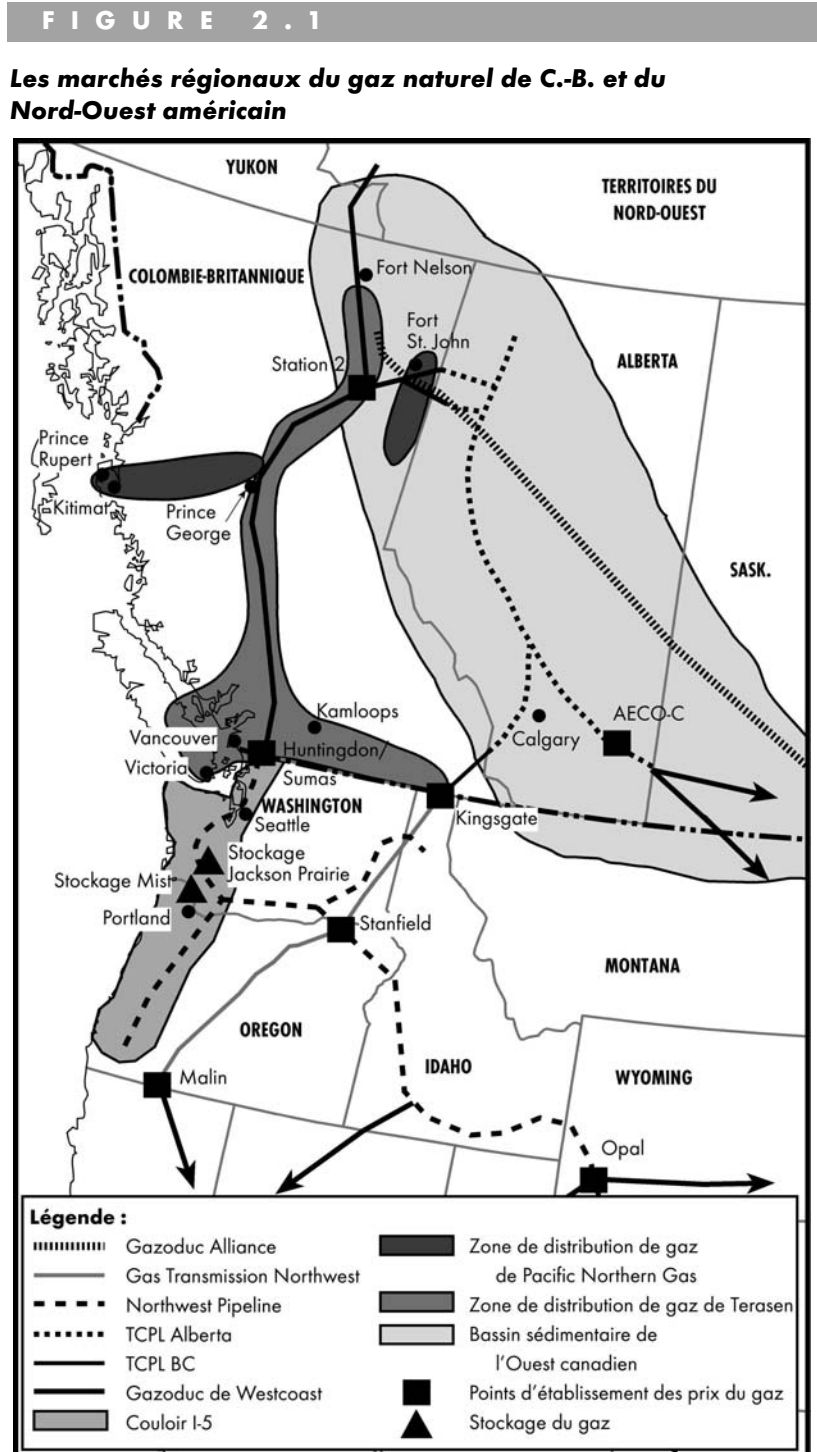 FIGURE 2.1
Les marchés régionaux du gaz naturel de C.-B. et du
Nord-Ouest américain
YUKON
TERRITOIRES DU
NORD-OUEST
COLOMBIE-BRITANNIQUE
Fort Nelson
Fort
St. John
Station 2
ALBERTA
Prince
Rupert
Kitimat
Prince
George
SASK.
Kamloops
AECO-C
Vancouver
Huntingdon/
Sumas
Calgary
Victoria
WASHINGTON
Seattle
Kingsgate
Stockage
Jackson Prairie
Stockage Mist
Portland
Stanfield
MONTANA
OREGON
IDAHO
WYOMING
Malin
Opal
Légende :
Gazoduc Alliance
Gas Transmission Northwest
Northwest Pipeline
TCPL Alberta
TCPL BC
Gazoduc de Westcoast
Couloir I-5
Zone de distribution de gaz
de Pacific Northern Gas
Zone de distribution de gaz de Terasen
Bassin sédimentaire de
l'Ouest canadien
Points d'établissement des prix du gaz
Stockage du gaz